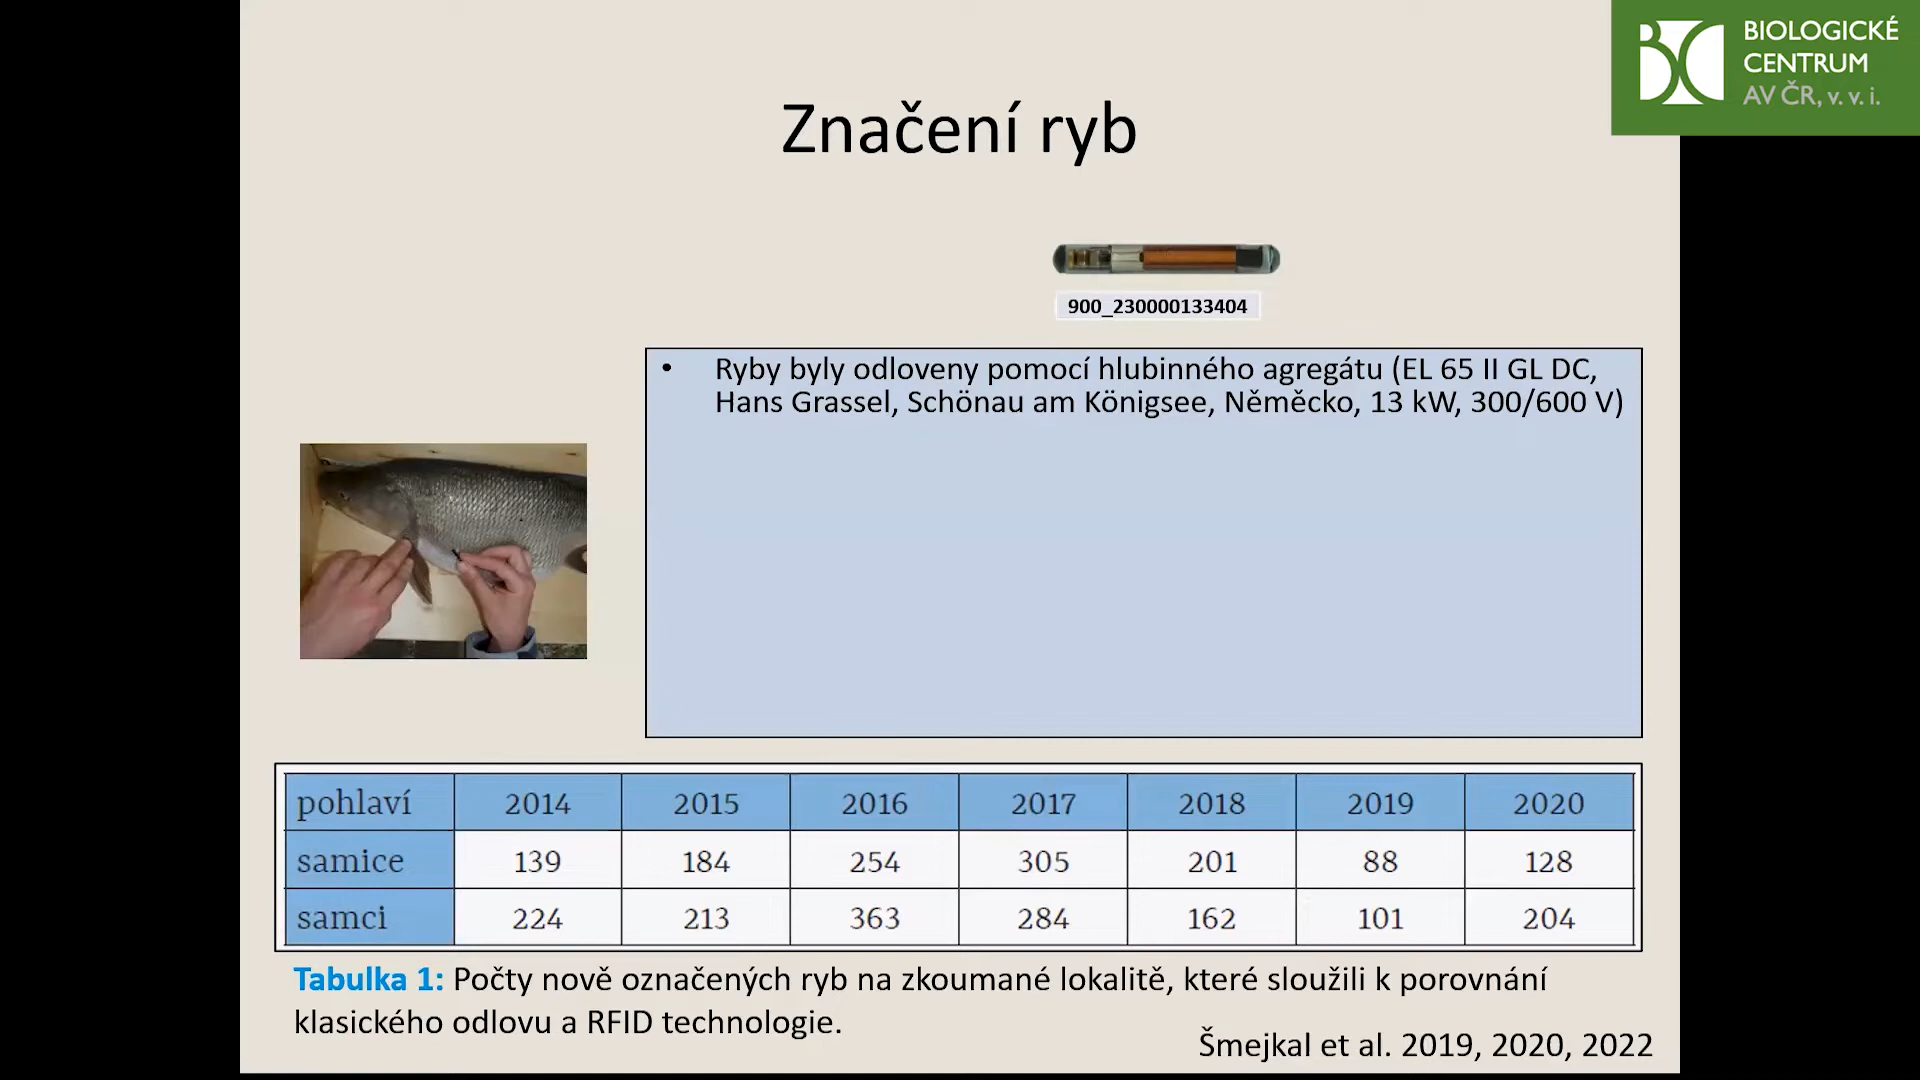 BIOLOGICKÉ
CENTRUM
AV ČR, v. v. i.
Značení ryb
900_230000133404
• Ryby byly odloveny pomocí hlubinného agregátu (EL 65 II GL DC,
Hans Grassel, Schönau am Königsee, Německo, 13 kW, 300/600 V)
pohlaví 2014 2015 2016 2017 2018 2019 2020
samice 139 184 254 305 201 88 128
samci 224 213 363 284 162 101 204
Tabulka 1: Počty nově označených ryb na zkoumané lokalitě, které sloužili k porovnání
klasického odlovu a RFID technologie.
Šmejkal et al. 2019, 2020, 2022